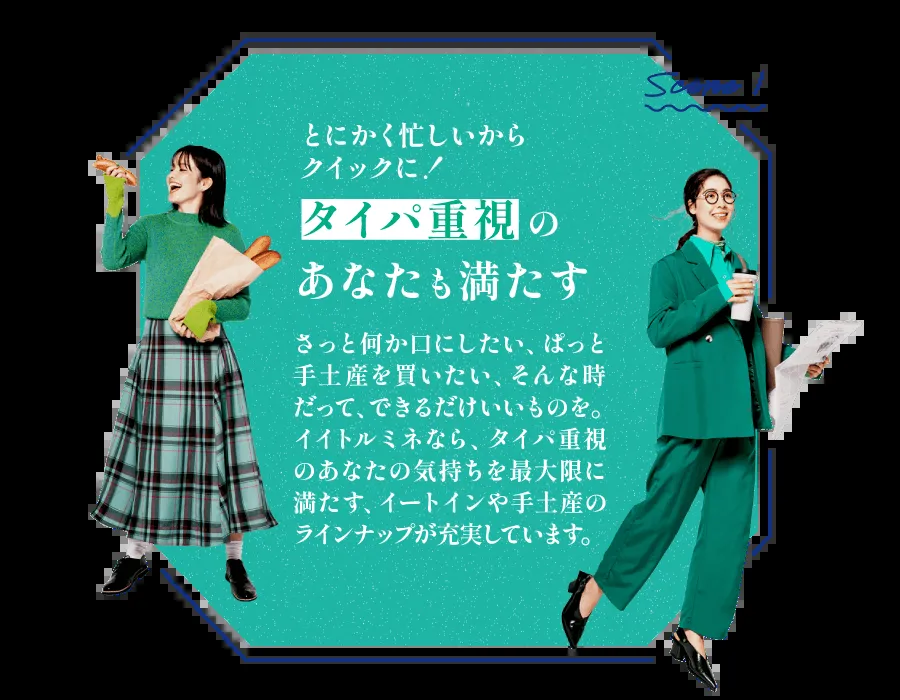 Scene 1
とにかく忙しいから
クイックに！
タイパ重視の
あなたも満たす
さっと何か口にしたい、ぱっと
手土産を買いたい、そんな時
だって、できるだけいいものを。
イイトルミネなら、タイパ重視
のあなたの気持ちを最大限に
満たす、イートインや手土産の
ラインナップが充実しています。